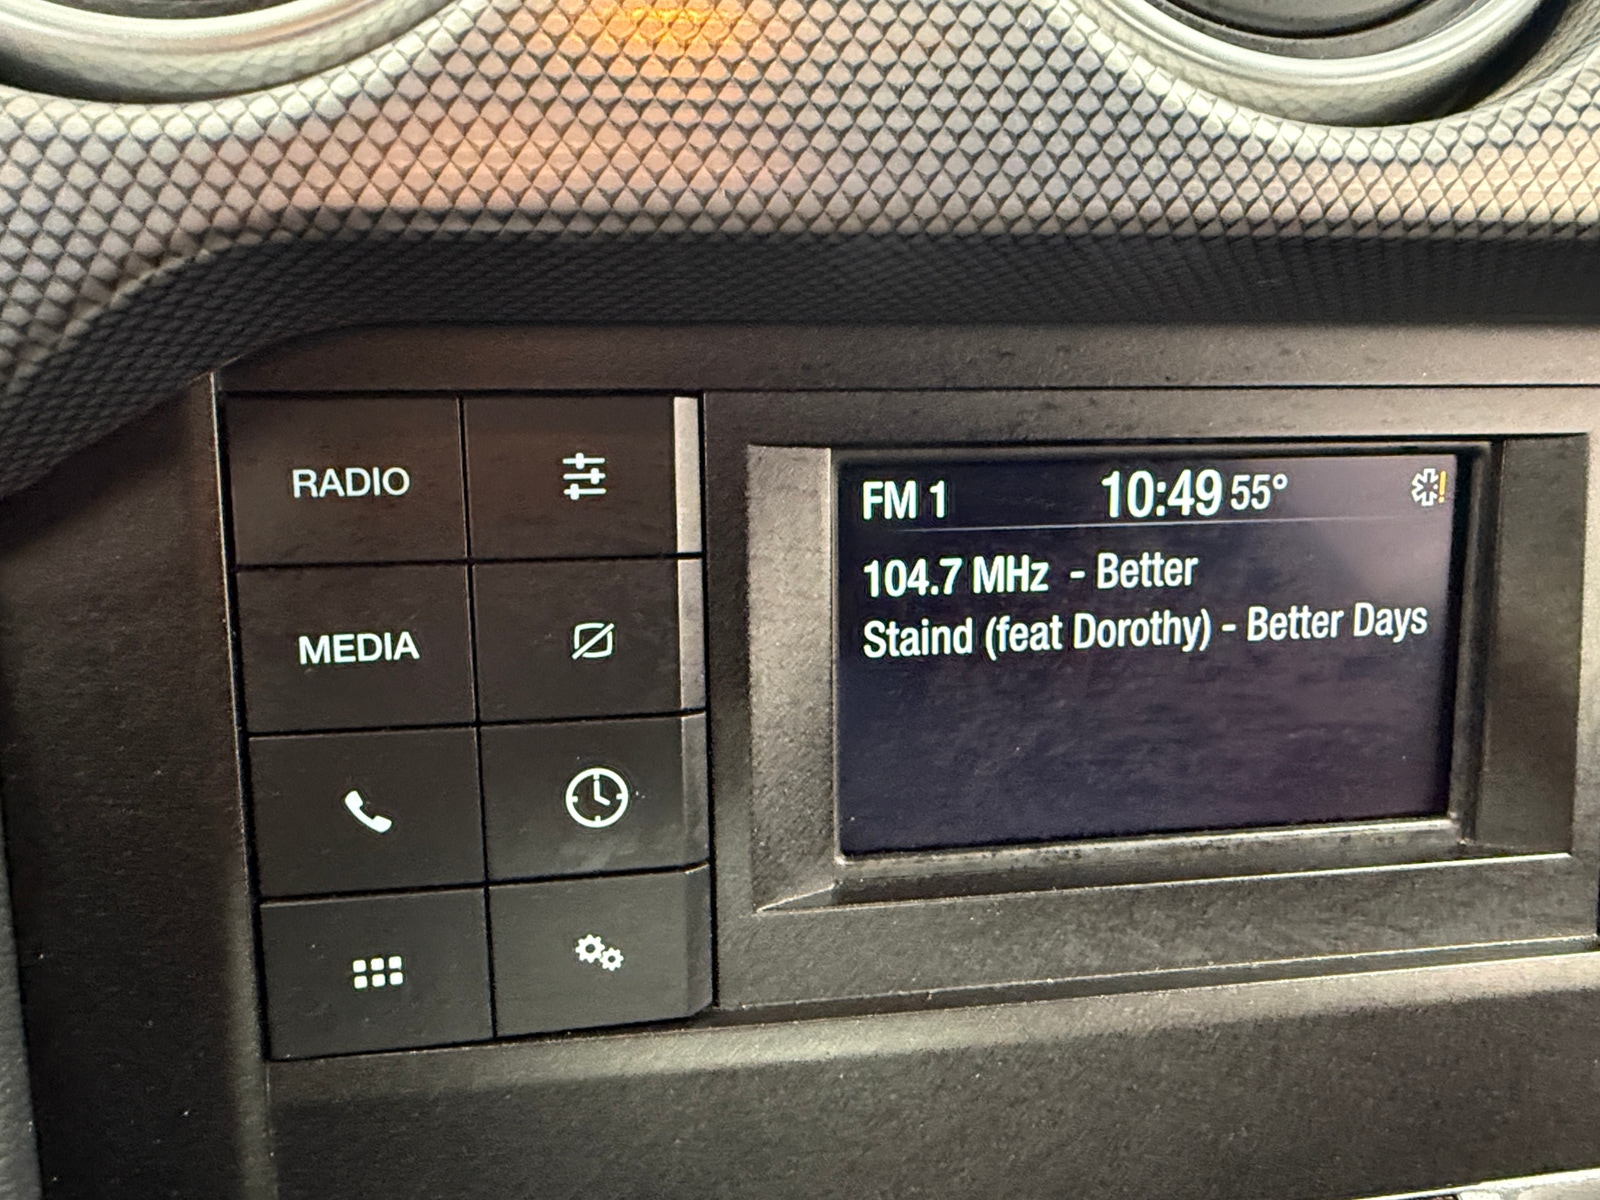 RADIO
MEDIA
FM 1 10:49 55°
104.7 MHz - Better
Staind (feat Dorothy) - Better Days